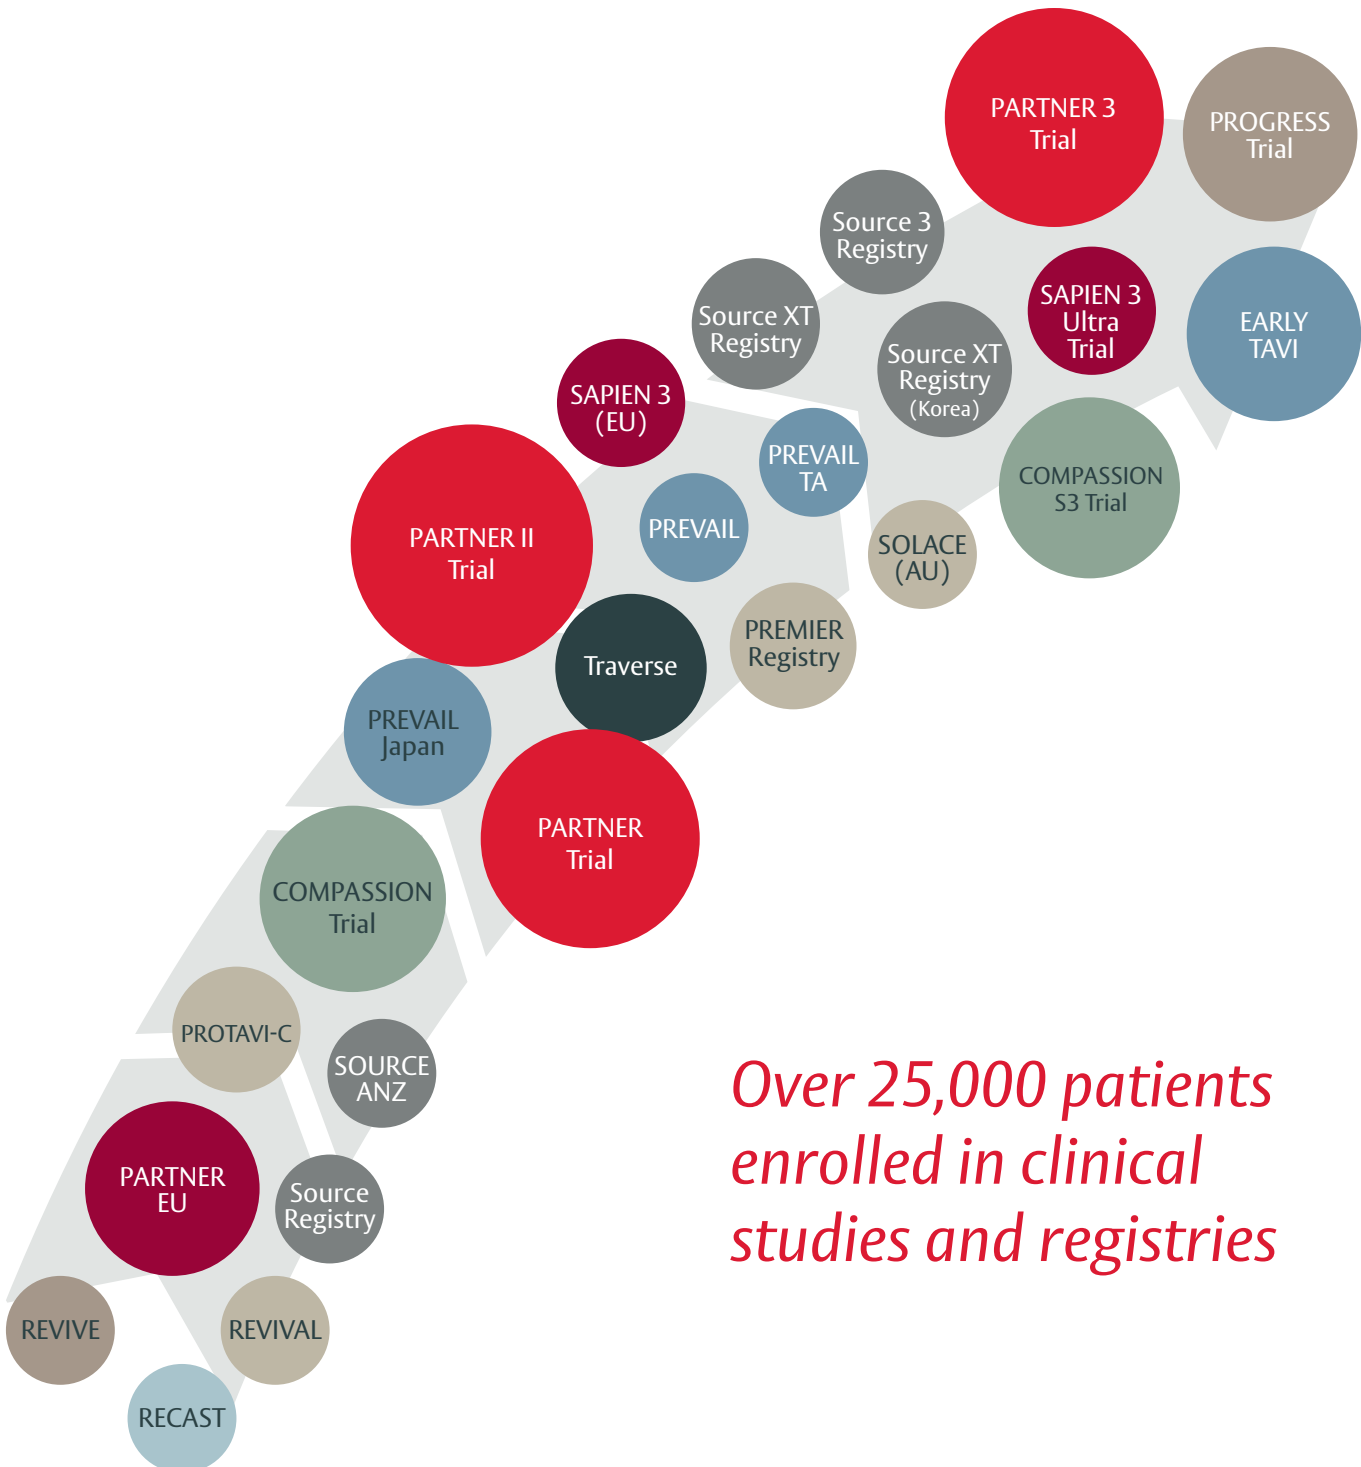 PARTNER 3
Trial
PROGRESS
Trial
Source 3
Registry
SAPIEN 3
Ultra
Trial
EARLY
TAVI
Source XT
Registry
Source XT
Registry
(Korea)
SAPIEN 3
(EU)
PREVAIL
TA
COMPASSION
S3 Trial
PARTNER II
Trial
PREVAIL
SOLACE
(AU)
PREMIER
Registry
Traverse
PREVAIL
Japan
PARTNER
Trial
COMPASSION
Trial
PROTAVI-C
SOURCE
ANZ
PARTNER
EU
Source
Registry
REVIVE
REVIVAL
RECAST
Over 25,000 patients
enrolled in clinical
studies and registries